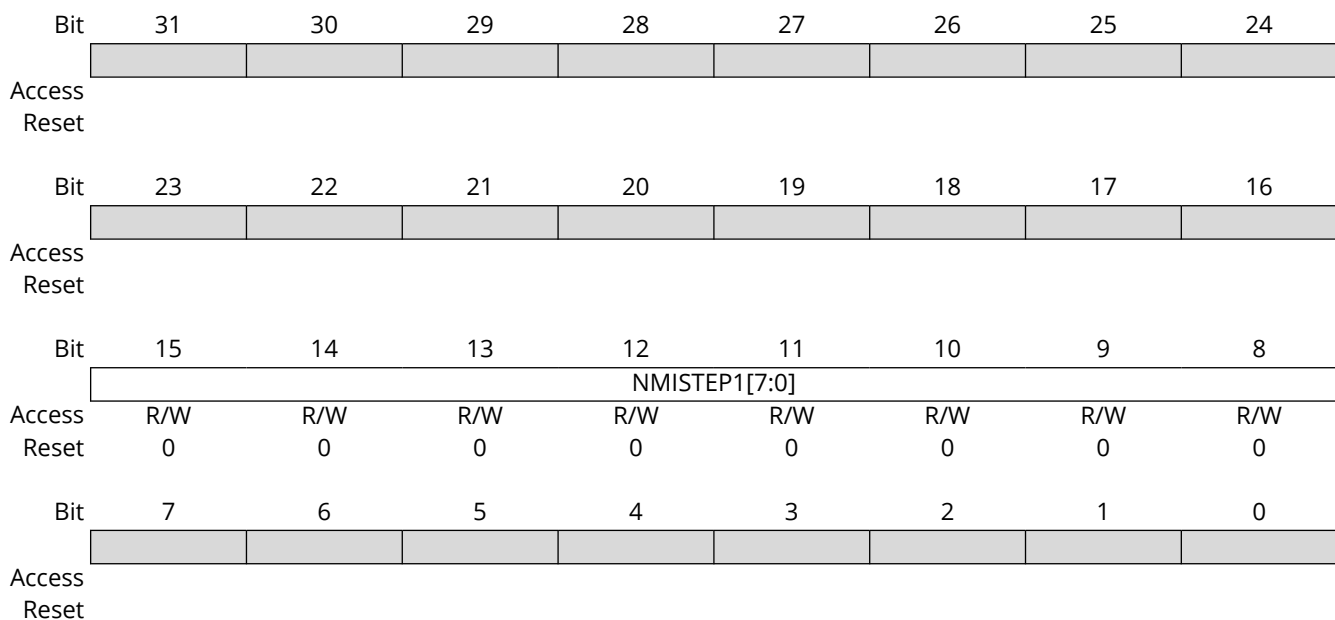 Bit 31 30 29 28 27 26 25 24
Access
Reset
Bit 23 22 21 20 19 18 17 16
Access
Reset
Bit 15 14 13 12 11 10 9 8
NMISTEP1[7:0]
Access R/W R/W R/W R/W R/W R/W R/W R/W
Reset 0 0 0 0 0 0 0 0
Bit 7 6 5 4 3 2 1 0
Access
Reset